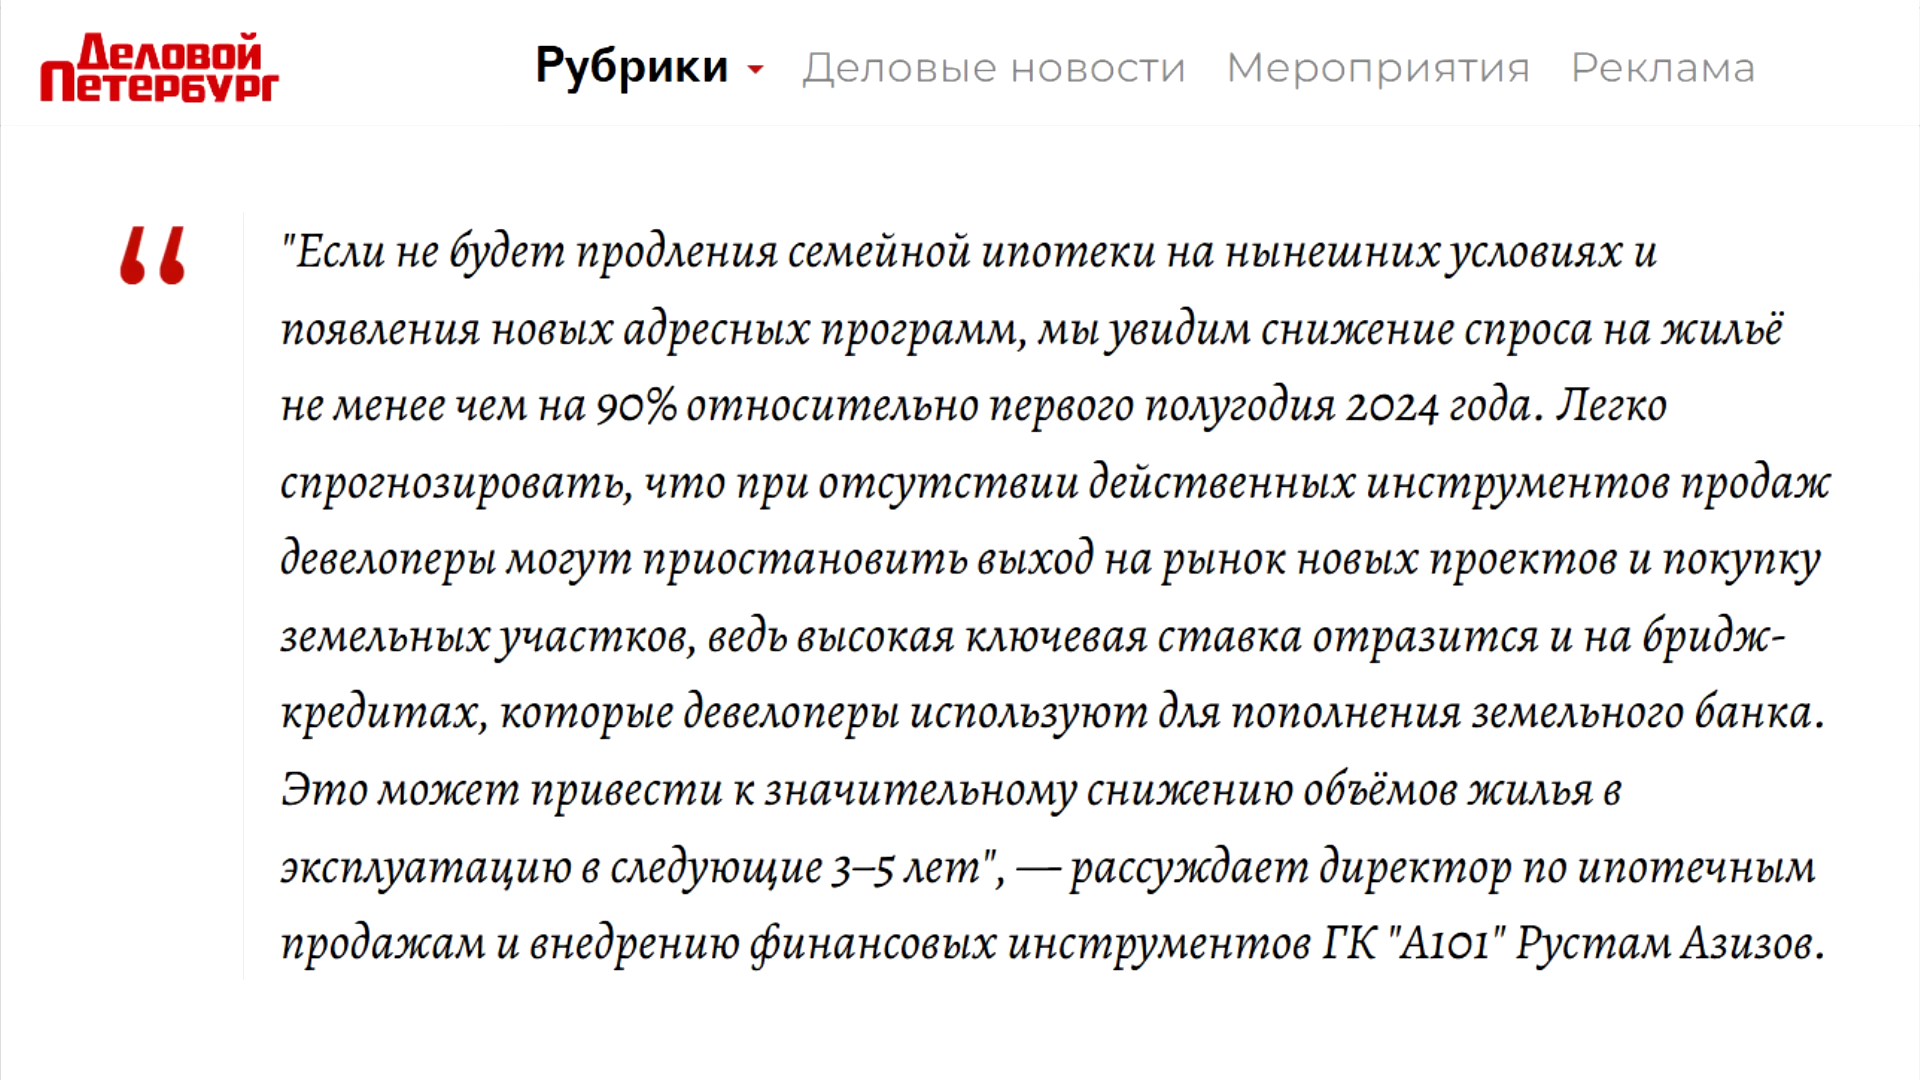 Деловой
Петербург
Рубрики Деловые новости Мероприятия Реклама
"Если не будет продления семейной ипотеки на нынешних условиях и
появления новых адресных программ, мы увидим снижение спроса на жильё
не менее чем на 90% относительно первого полугодия 2024 года. Легко
спрогнозировать, что при отсутствии действенных инструментов продаж
девелоперы могут приостановить выход на рынок новых проектов и покупку
земельных участков, ведь высокая ключевая ставка отразится и на бридж-
кредитах, которые девелоперы используют для пополнения земельного банка.
Это может привести к значительному снижению объёмов жилья в
эксплуатацию в следующие 3–5 лет", — рассуждает директор по ипотечным
продажам и внедрению финансовых инструментов ГК "А101" Рустам Азизов.